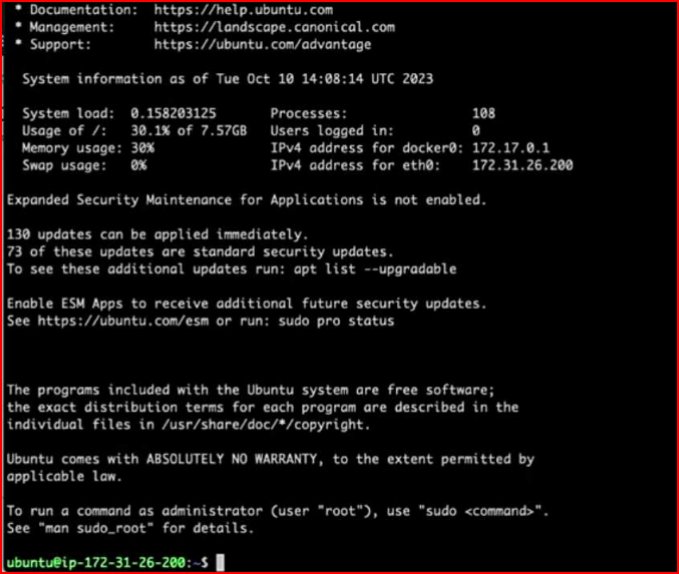 * Documentation:  https://help.ubuntu.com
* Management:     https://landscape.canonical.com
* Support:        https://ubuntu.com/advantage
System information as of Tue Oct 10 14:08:14 UTC 2023
System load:  0.158203125       Processes:                108
Usage of /:   30.1% of 7.57GB   Users logged in:          0
Memory usage: 30%               IPv4 address for docker0: 172.17.0.1
Swap usage:   0%                IPv4 address for eth0:    172.31.26.200
Expanded Security Maintenance for Applications is not enabled.
130 updates can be applied immediately.
73 of these updates are standard security updates.
To see these additional updates run: apt list --upgradable
Enable ESM Apps to receive additional future security updates.
See https://ubuntu.com/esm or run: sudo pro status
The programs included with the Ubuntu system are free software;
the exact distribution terms for each program are described in the
individual files in /usr/share/doc/*/copyright.
Ubuntu comes with ABSOLUTELY NO WARRANTY, to the extent permitted by
applicable law.
To run a command as administrator (user "root"), use "sudo <command>".
See "man sudo_root" for details.
ubuntu@ip-172-31-26-200:~$